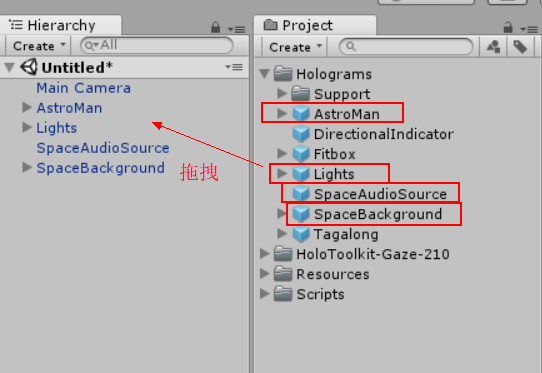 Hierarchy
Create
All
Untitled*
Main Camera
AstroMan
Lights
SpaceAudioSource
SpaceBackground
拖拽
Project
Create
Holograms
Support
AstroMan
DirectionalIndicator
Fitbox
Lights
SpaceAudioSource
SpaceBackground
Tagalong
HoloToolkit-Gaze-210
Resources
Scripts